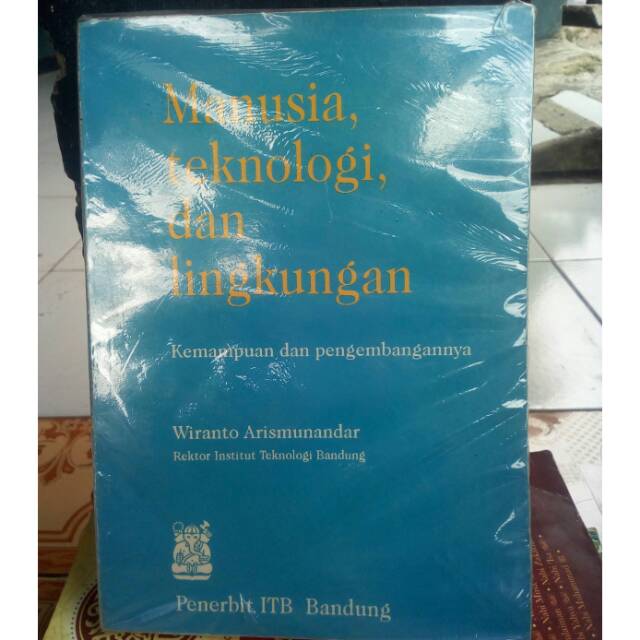 Manusia,
teknologi,
dan
lingkungan
Kemampuan dan pengembangannya
Wiranto Arismunandar
Rektor Institut Teknologi Bandung
Penerbit ITB Bandung